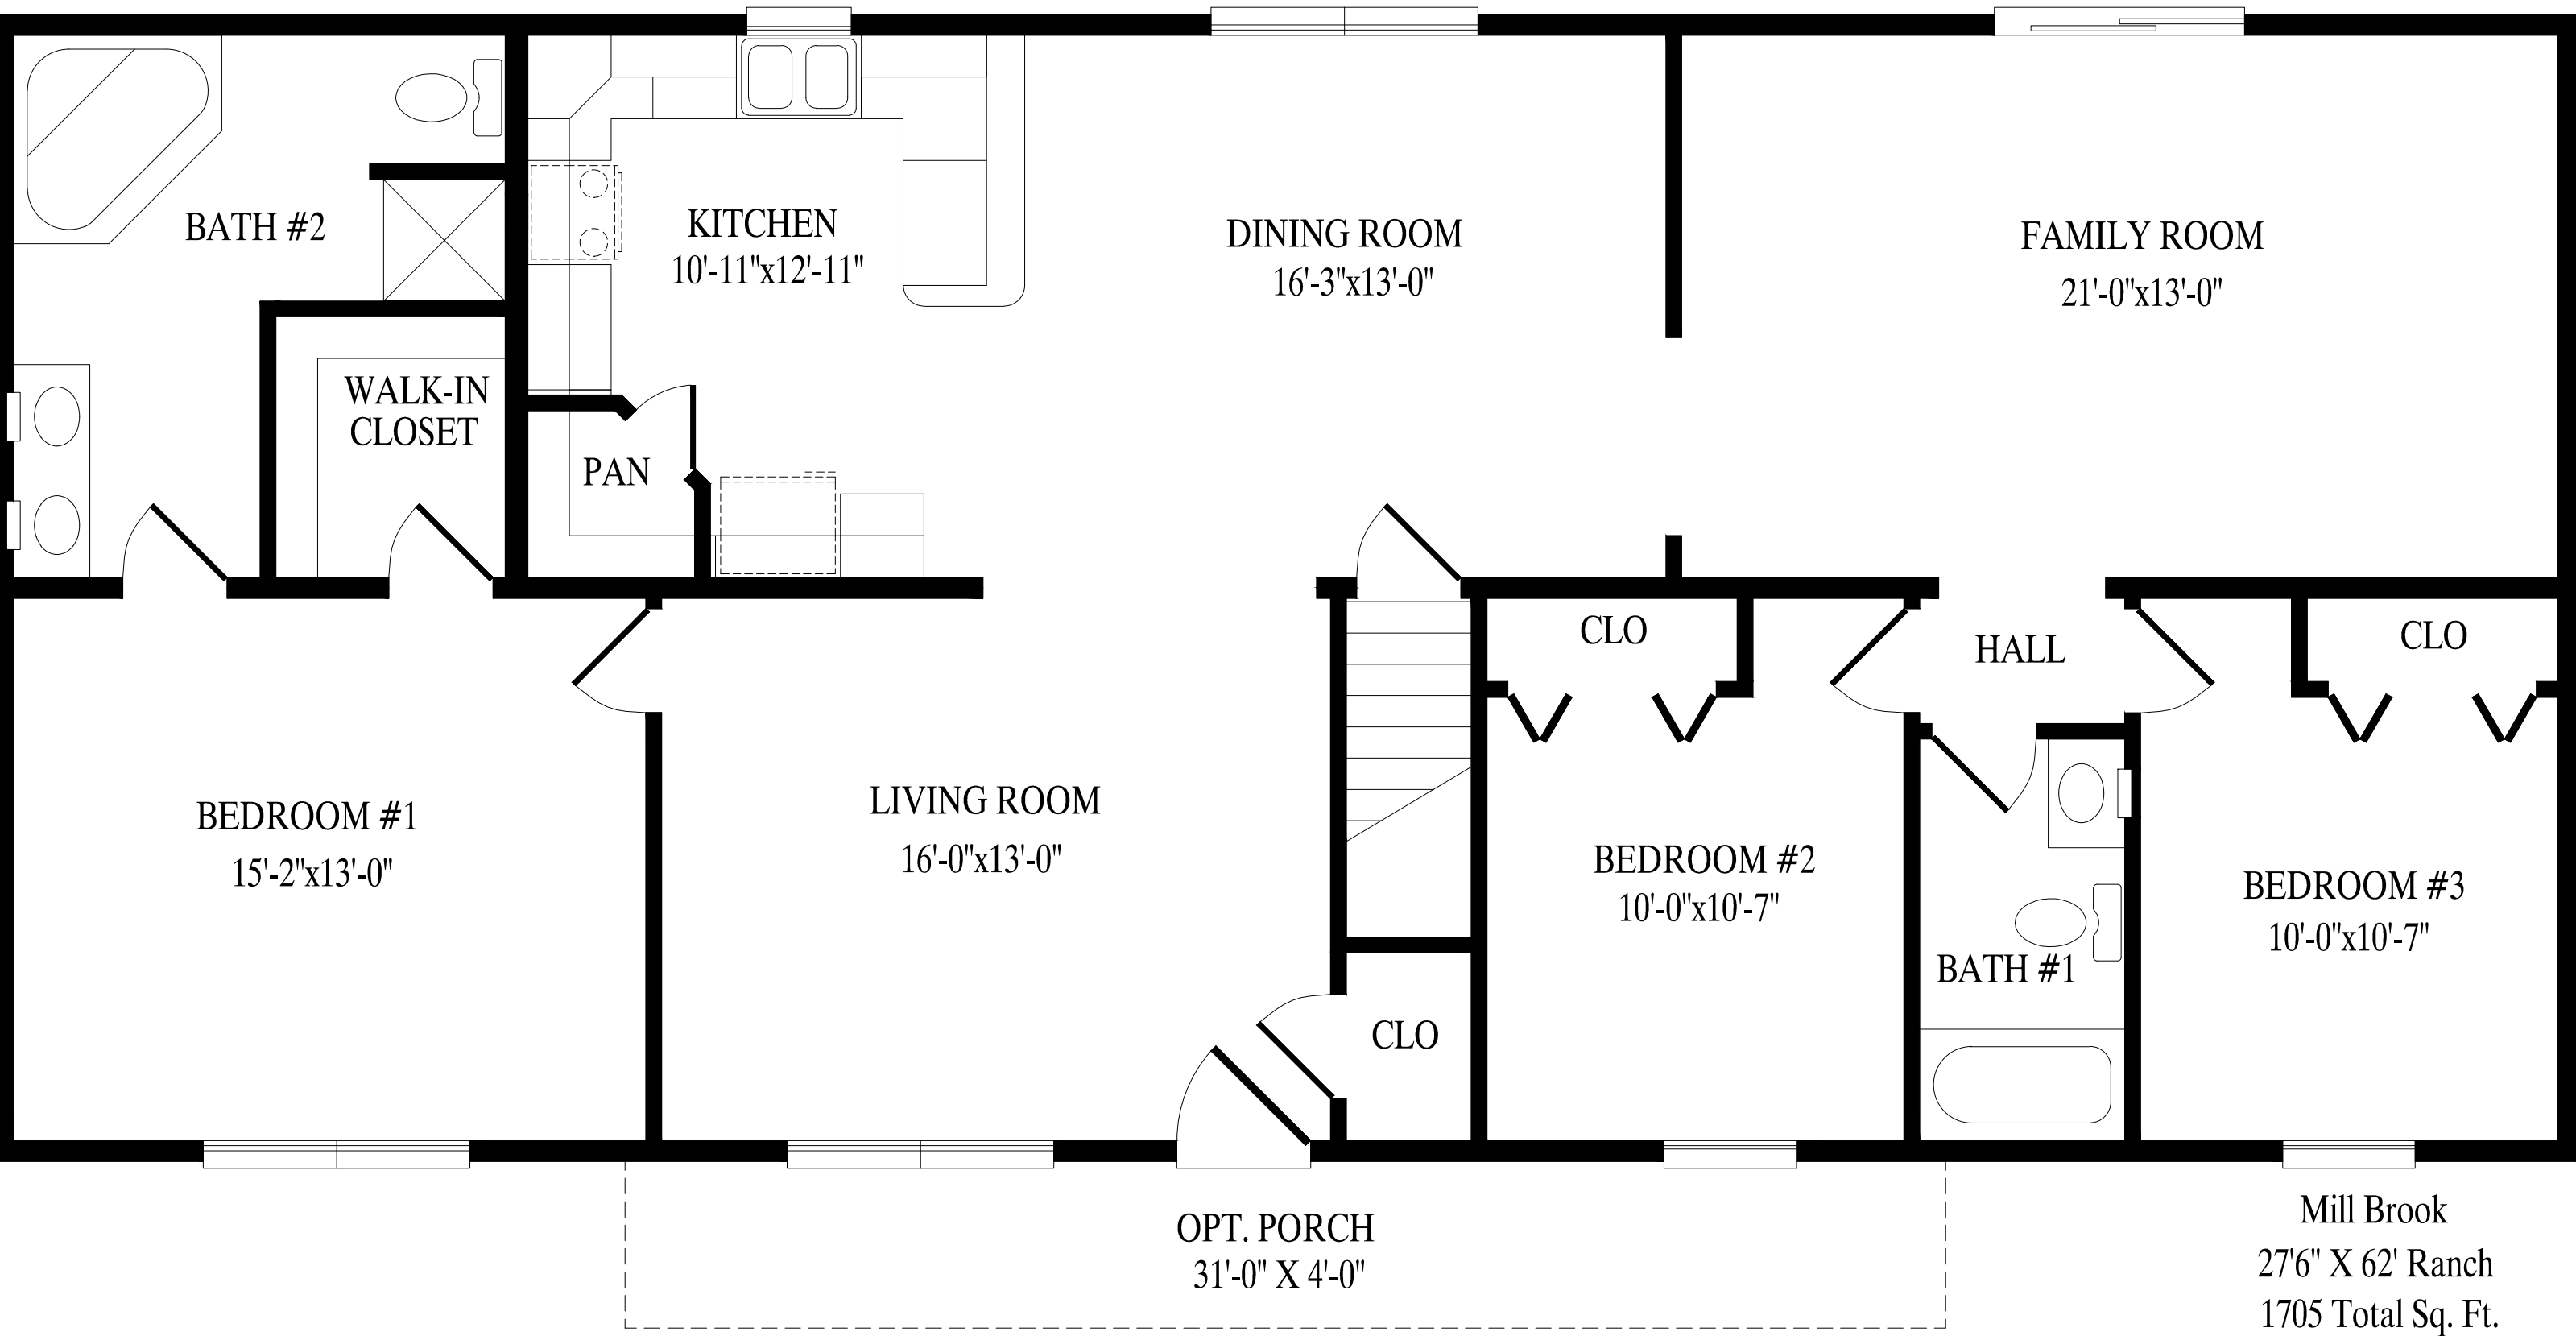 BATH #2
KITCHEN
10'-11"x12'-11"
DINING ROOM
16'-3"x13'-0"
FAMILY ROOM
21'-0"x13'-0"
WALK-IN
CLOSET
PAN
CLO
HALL
CLO
BEDROOM #1
15'-2"x13'-0"
LIVING ROOM
16'-0"x13'-0"
BEDROOM #2
10'-0"x10'-7"
BEDROOM #3
10'-0"x10'-7"
BATH #1
CLO
OPT. PORCH
31'-0" X 4'-0"
Mill Brook
27'6" X 62' Ranch
1705 Total Sq. Ft.